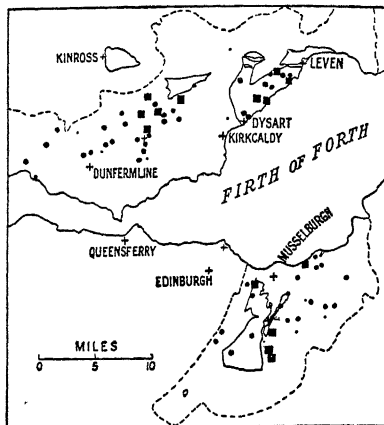 KINROSS
LEVEN
DYSART
KIRKCALDY
DUNFERMLINE
FIRTH OF FORTH
MUSSELBURGH
QUEENSFERRY
EDINBURGH
MILES
0 5 10